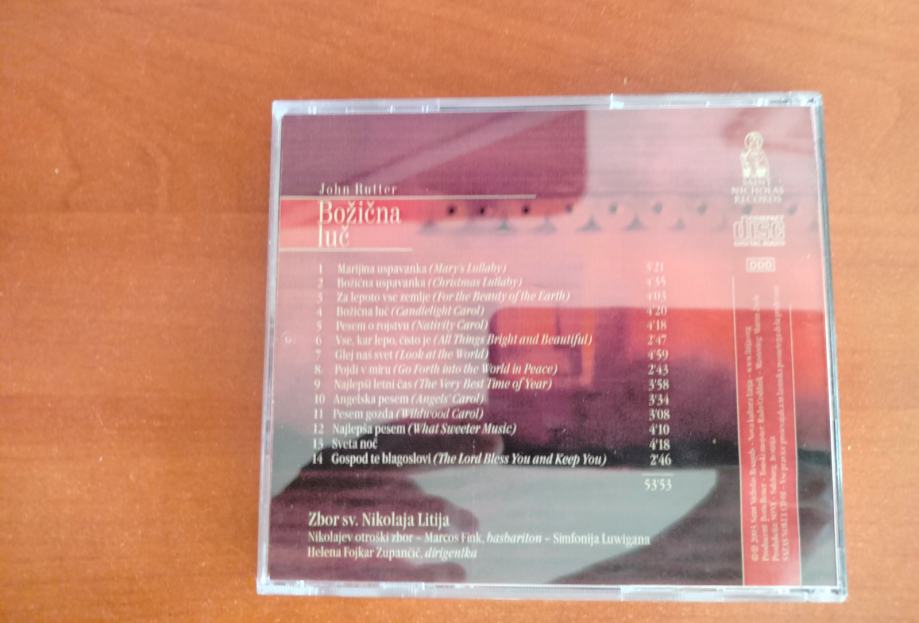 John Rutter
Božična
luč
1 Marijina uspavanka (Mary's Lullaby) 5'21
2 Božična uspavanka (Christmas Lullaby) 4'35
3 Za lepoto vse zemlje (For the Beauty of the Earth) 4'03
4 Božična luč (Candlelight Carol) 4'20
5 Pesem o rojstvu (Nativity Carol) 4'18
6 Vse, kar lepo, čisto je (All Things Bright and Beautiful) 2'47
7 Glej naš svet (Look at the World) 4'59
8 Pojdi v miru (Go Forth into the World in Peace) 2'43
9 Najlepši letni čas (The Very Best Time of Year) 3'58
10 Angelska pesem (Angels' Carol) 3'34
11 Pesem gozda (Wildwood Carol) 3'08
12 Najlepša pesem (What Sweeter Music) 4'10
13 Sveta noč 4'18
14 Gospod te blagoslovi (The Lord Bless You and Keep You) 2'46
53'53
Zbor sv. Nikolaja Litija
Nikolajev otroški zbor – Marcos Fink, basbariton – Simfonija Luwigana
Helena Fojkar Zupančič, dirigentka
SAINT
NICHOLAS
RECORDS
COMPACT
disc
DIGITAL AUDIO
DDD